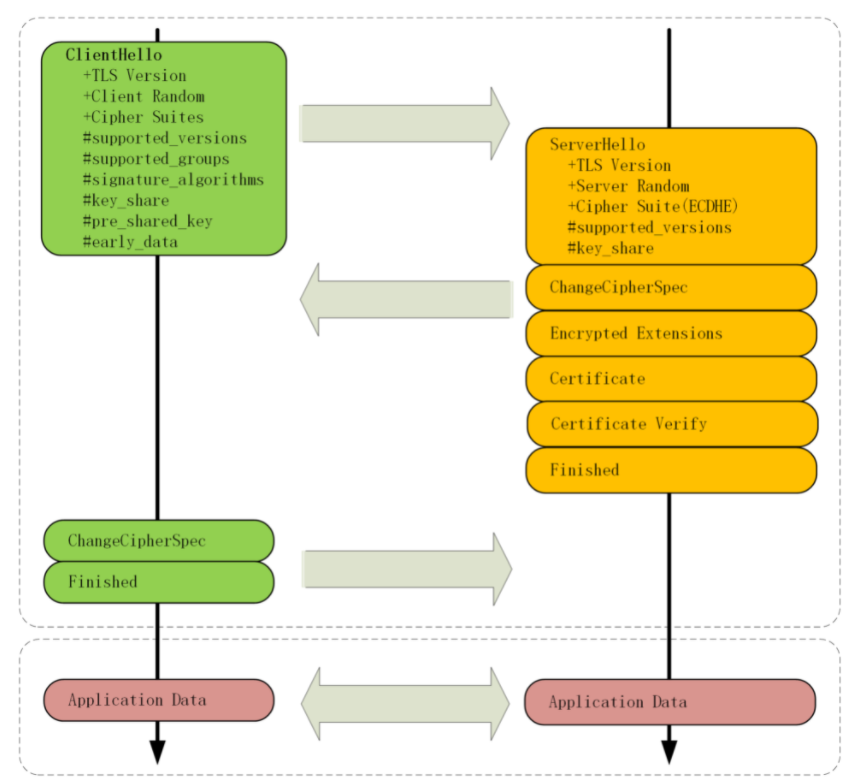 ClientHello
+TLS Version
+Client Random
+Cipher Suites
#supported_versions
#supported_groups
#signature_algorithms
#key_share
#pre_shared_key
#early_data
ServerHello
+TLS Version
+Server Random
+Cipher Suite(ECDHE)
#supported_versions
#key_share
ChangeCipherSpec
Encrypted Extensions
Certificate
Certificate Verify
Finished
ChangeCipherSpec
Finished
Application Data
Application Data